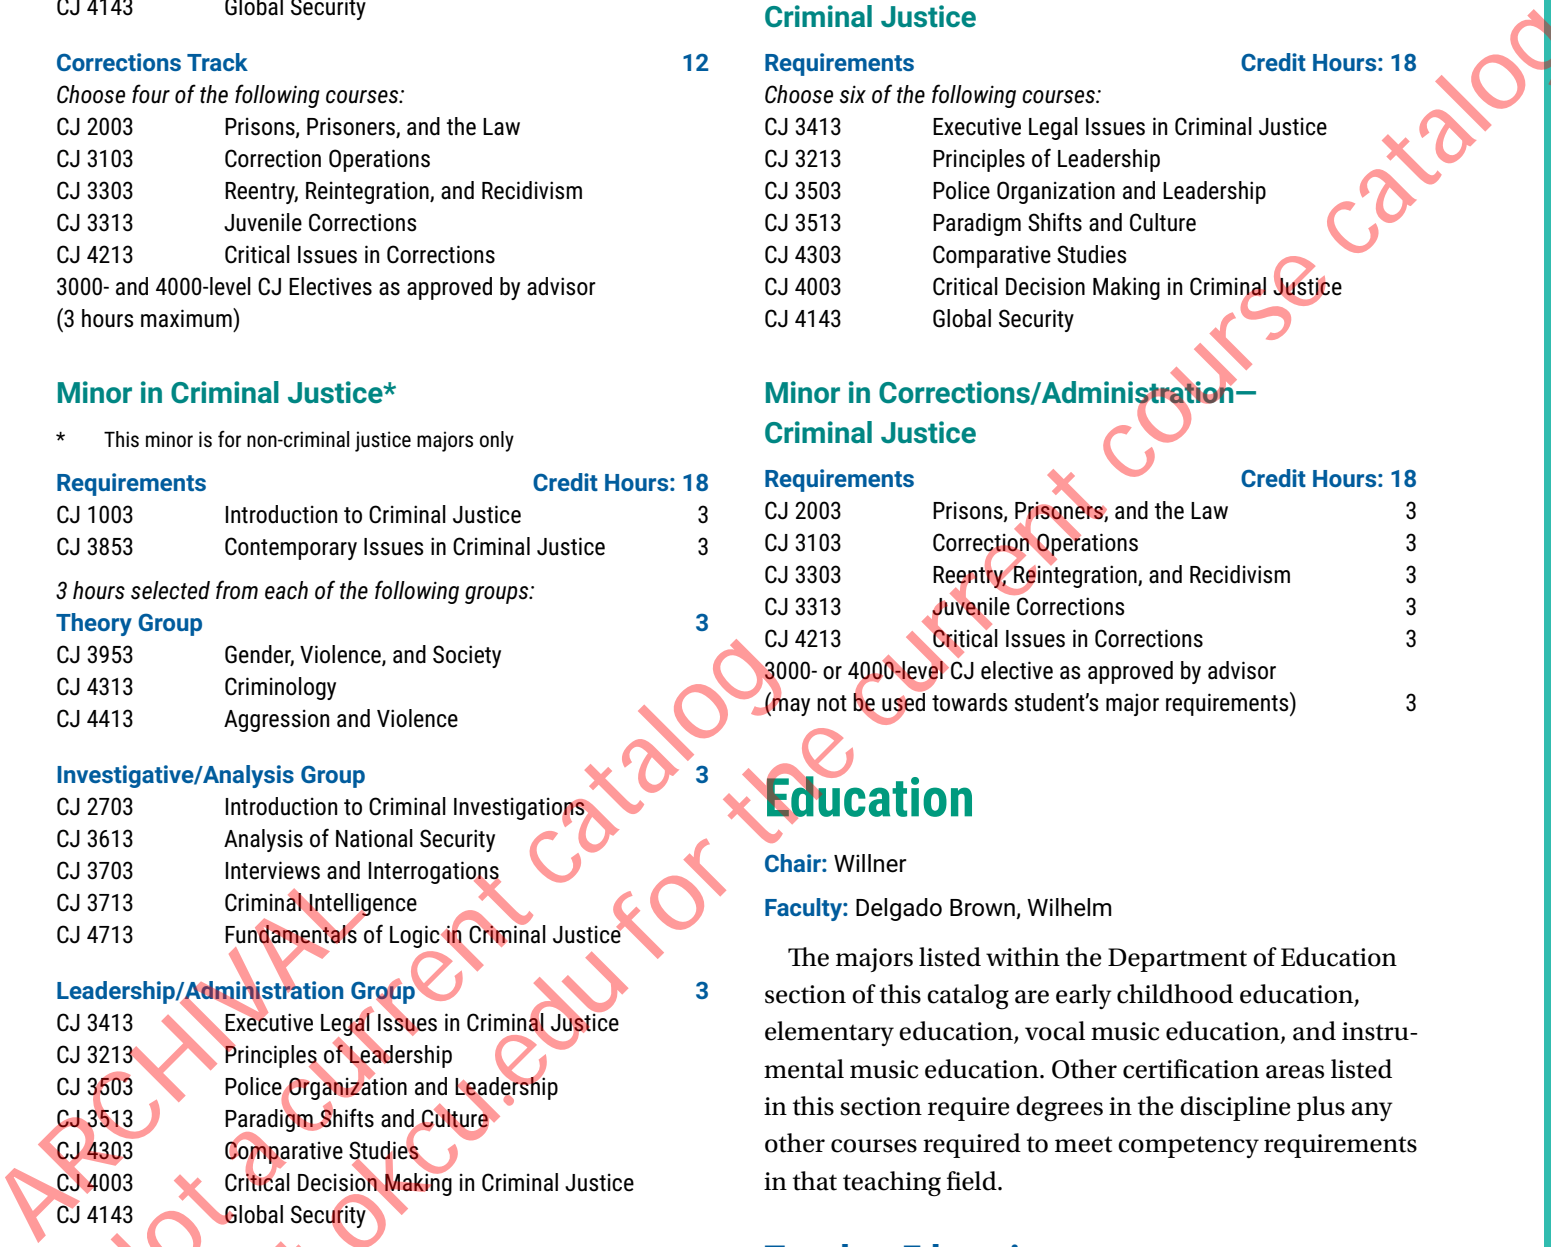 CJ 4143 Global Security
Corrections Track 12
Choose four of the following courses:
CJ 2003 Prisons, Prisoners, and the Law
CJ 3103 Correction Operations
CJ 3303 Reentry, Reintegration, and Recidivism
CJ 3313 Juvenile Corrections
CJ 4213 Critical Issues in Corrections
3000- and 4000-level CJ Electives as approved by advisor
(3 hours maximum)
Minor in Criminal Justice*
* This minor is for non-criminal justice majors only
Requirements Credit Hours: 18
CJ 1003 Introduction to Criminal Justice 3
CJ 3853 Contemporary Issues in Criminal Justice 3
3 hours selected from each of the following groups:
Theory Group 3
CJ 3953 Gender, Violence, and Society
CJ 4313 Criminology
CJ 4413 Aggression and Violence
Investigative/Analysis Group 3
CJ 2703 Introduction to Criminal Investigations
CJ 3613 Analysis of National Security
CJ 3703 Interviews and Interrogations
CJ 3713 Criminal Intelligence
CJ 4713 Fundamentals of Logic in Criminal Justice
Leadership/Administration Group 3
CJ 3413 Executive Legal Issues in Criminal Justice
CJ 3213 Principles of Leadership
CJ 3503 Police Organization and Leadership
CJ 3513 Paradigm Shifts and Culture
CJ 4303 Comparative Studies
CJ 4003 Critical Decision Making in Criminal Justice
CJ 4143 Global Security
Criminal Justice
Requirements Credit Hours: 18
Choose six of the following courses:
CJ 3413 Executive Legal Issues in Criminal Justice
CJ 3213 Principles of Leadership
CJ 3503 Police Organization and Leadership
CJ 3513 Paradigm Shifts and Culture
CJ 4303 Comparative Studies
CJ 4003 Critical Decision Making in Criminal Justice
CJ 4143 Global Security
Minor in Corrections/Administration—
Criminal Justice
Requirements Credit Hours: 18
CJ 2003 Prisons, Prisoners, and the Law 3
CJ 3103 Correction Operations 3
CJ 3303 Reentry, Reintegration, and Recidivism 3
CJ 3313 Juvenile Corrections 3
CJ 4213 Critical Issues in Corrections 3
3000- or 4000-level CJ elective as approved by advisor
(may not be used towards student’s major requirements) 3
Education
Chair: Willner
Faculty: Delgado Brown, Wilhelm
The majors listed within the Department of Education
section of this catalog are early childhood education,
elementary education, vocal music education, and instru-
mental music education. Other certification areas listed
in this section require degrees in the discipline plus any
other courses required to meet competency requirements
in that teaching field.
ARCHIVAL
a current catalog
okcu.edu for the current course catalog